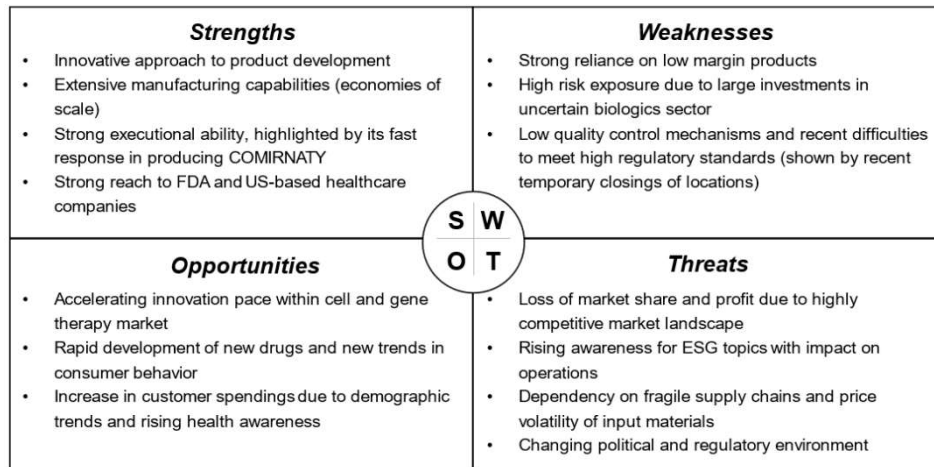 Strengths
• Innovative approach to product development
• Extensive manufacturing capabilities (economies of
scale)
• Strong executional ability, highlighted by its fast
response in producing COMIRNATY
• Strong reach to FDA and US-based healthcare
companies
Weaknesses
• Strong reliance on low margin products
• High risk exposure due to large investments in
uncertain biologics sector
• Low quality control mechanisms and recent difficulties
to meet high regulatory standards (shown by recent
temporary closings of locations)
S W
O T
Opportunities
• Accelerating innovation pace within cell and gene
therapy market
• Rapid development of new drugs and new trends in
consumer behavior
• Increase in customer spendings due to demographic
trends and rising health awareness
Threats
• Loss of market share and profit due to highly
competitive market landscape
• Rising awareness for ESG topics with impact on
operations
• Dependency on fragile supply chains and price
volatility of input materials
• Changing political and regulatory environment